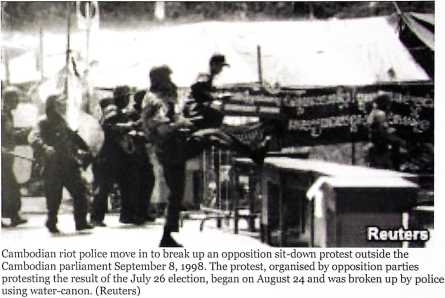 Reuters
Cambodian riot police move in to break up an opposition sit-down protest outside the
Cambodian parliament September 8, 1998. The protest, organised by opposition parties
protesting the result of the July 26 election, began on August 24 and was broken up by police
using water-canon. (Reuters)